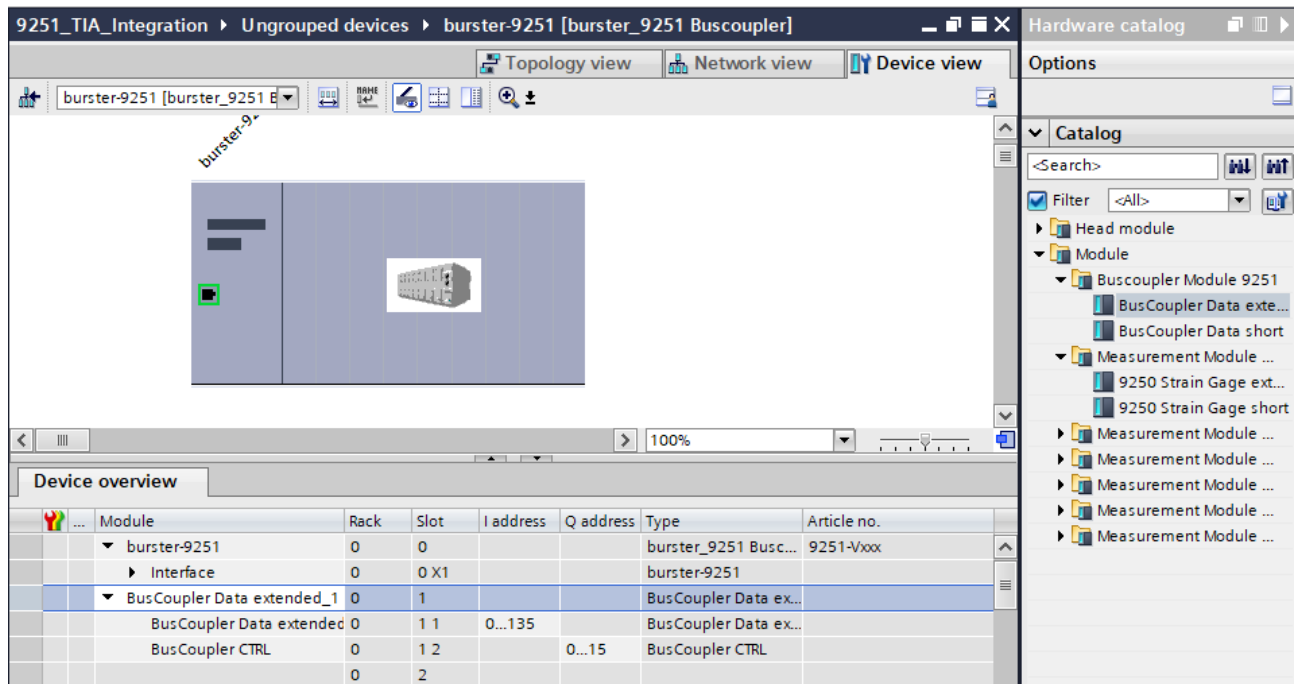 9251_TIA_Integration Ungrouped devices burster-9251 [burster_9251 Buscoupler]
Hardware catalog
Topology view Network view Device view
Options
burster-9251 [burster_9251 B
NAME
burster-9
Catalog
<Search>
Filter <All>
Head module
Module
Buscoupler Module 9251
BusCoupler Data exte...
BusCoupler Data short
Measurement Module ...
9250 Strain Gage ext...
9250 Strain Gage short
Measurement Module ...
Measurement Module ...
Measurement Module ...
Measurement Module ...
Measurement Module ...
100%
Device overview
... Module Rack Slot I address Q address Type Article no.
burster-9251 0 0 burster_9251 Busc... 9251-Vxxx
Interface 0 0 X1 burster-9251
BusCoupler Data extended_1 0 1 BusCoupler Data ex...
BusCoupler Data extended 0 1 1 0...135 BusCoupler Data ex...
BusCoupler CTRL 0 1 2 0...15 BusCoupler CTRL
0 2